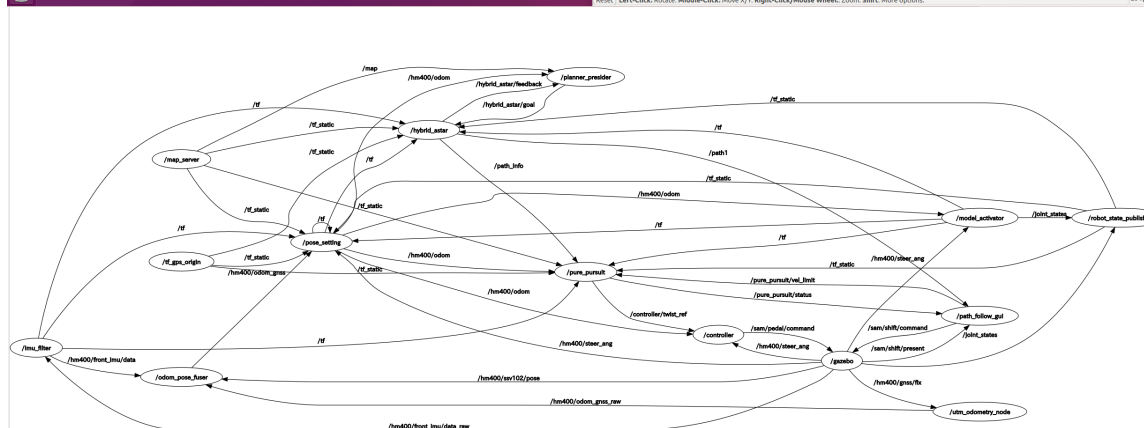 Reset Left-Click: Rotate. Middle-Click: Move X/Y. Right-Click/Mouse Wheel: Zoom. Shift: More options.
/map
/hm400/odom
/planner_presider
/hybrid_astar/feedback
/hybrid_astar/goal
/tf
/tf_static
/tf_static
/hybrid_astar
/tf
/tf_static
/map_server
/tf
/path1
/path_info
/tf_static
/hm400/odom
/tf_static
/tf_static
/tf
/model_activator
/joint_states
/robot_state_publish
/tf
/tf
/pose_setting
/tf
/hm400/odom
/tf_gps_origin
/tf_static
/hm400/odom_gnss
/tf_static
/pure_pursuit
/hm400/steer_ang
/tf_static
/pure_pursuit/vel_limit
/hm400/odom
/pure_pursuit/status
/controller/twist_ref
/path_follow_gui
/sam/pedal/command
/sam/shift/command
/joint_states
/controller
/tf
/hm400/steer_ang
/hm400/steer_ang
/sam/shift/present
/imu_filter
/hm400/front_imu/data
/gazebo
/odom_pose_fuser
/hm400/ssv102/pose
/hm400/gnss/fix
/hm400/odom_gnss_raw
/utm_odometry_node
/hm400/front_imu/data_raw